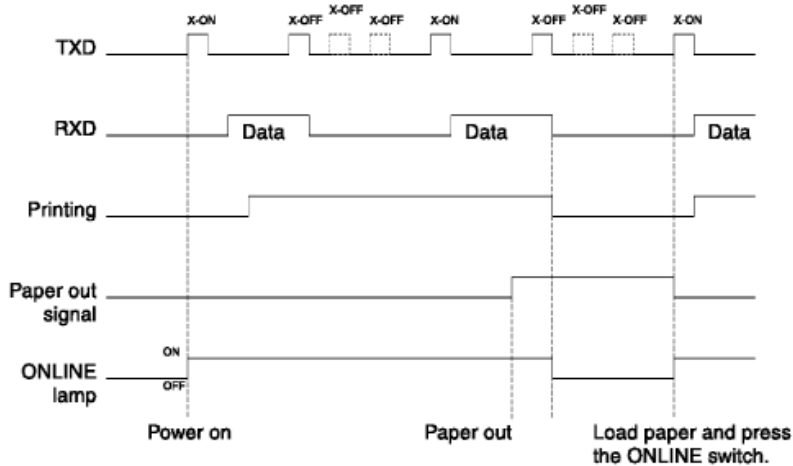 X-ON
X-OFF
X-OFF
X-OFF
X-ON
X-OFF
X-OFF
X-OFF
X-ON
TXD
RXD
Data
Data
Data
Printing
Paper out
signal
ON
ONLINE
lamp
OFF
Power on
Paper out
Load paper and press
the ONLINE switch.